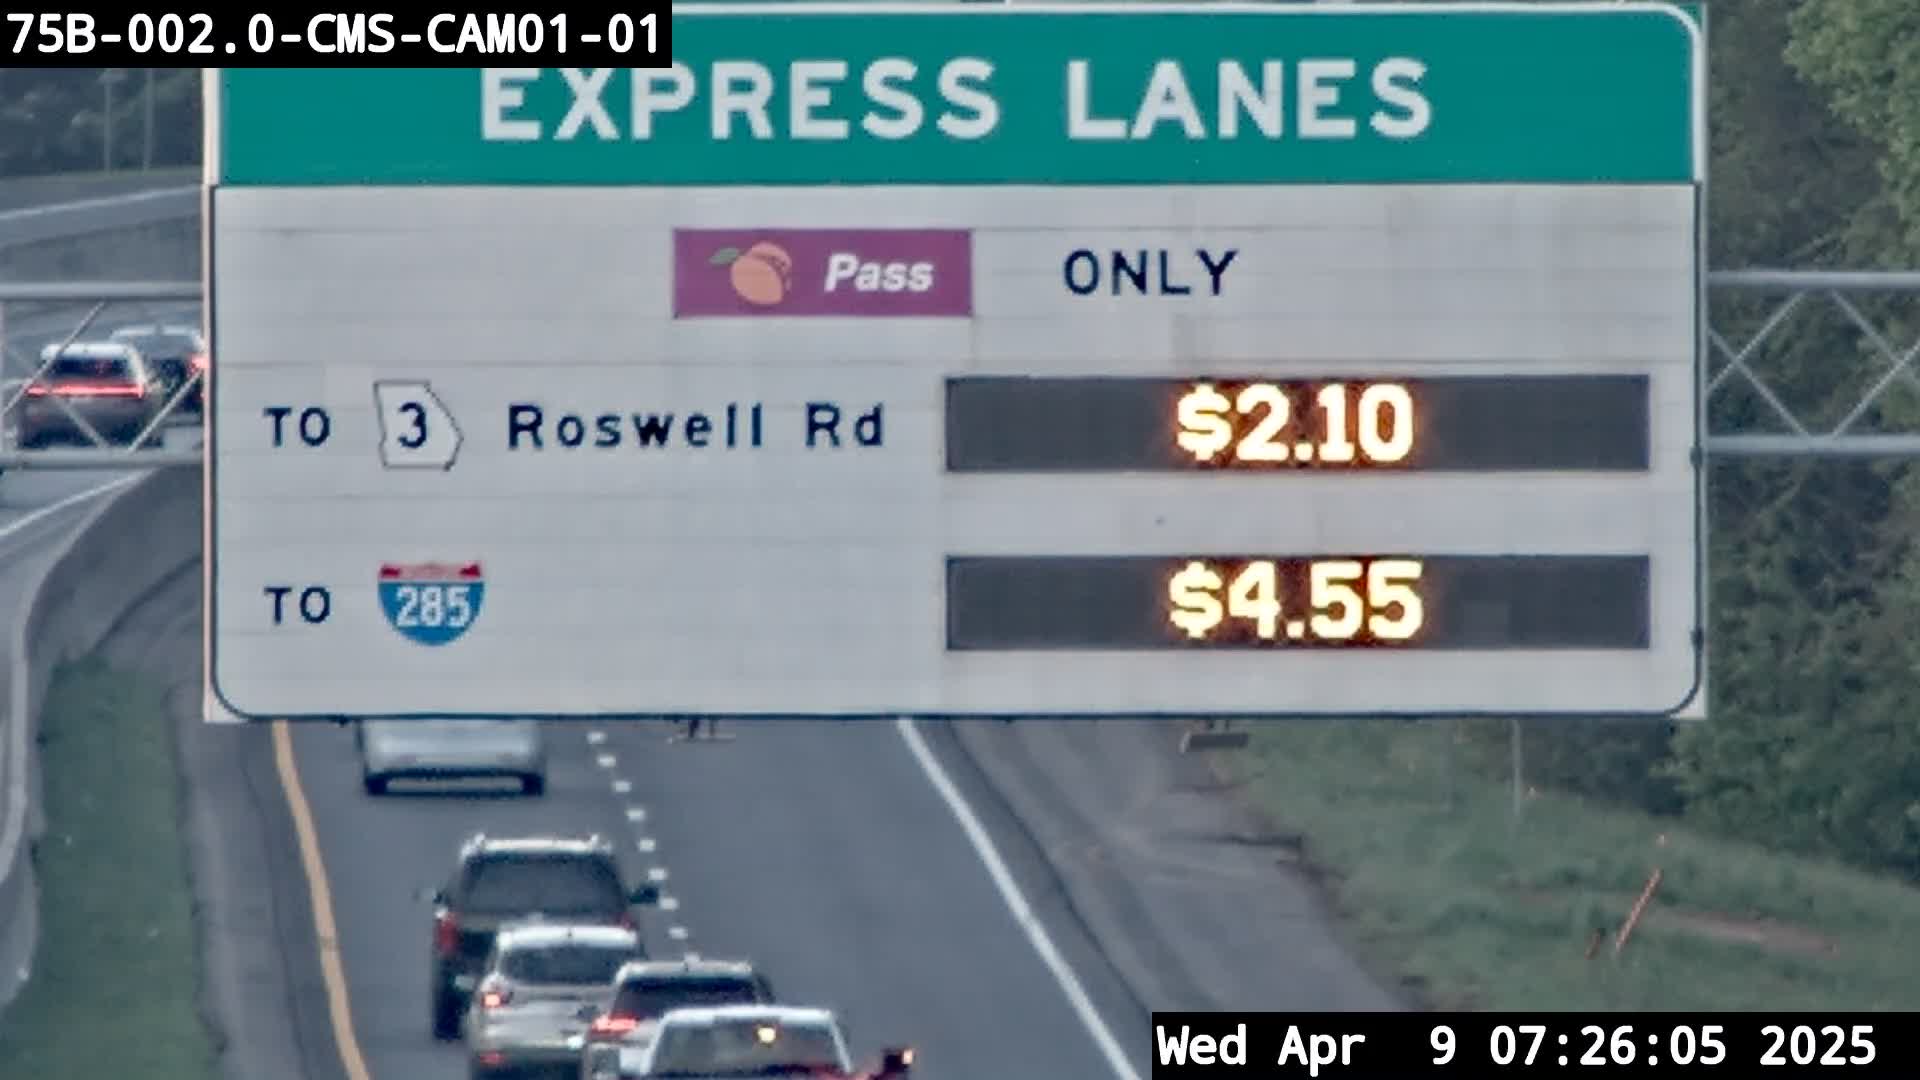 75B-002.0-CMS-CAM01-01
EXPRESS LANES
Pass ONLY
TO 3 Roswell Rd $2.10
TO 285 $4.55
Wed Apr 9 07:26:05 2025